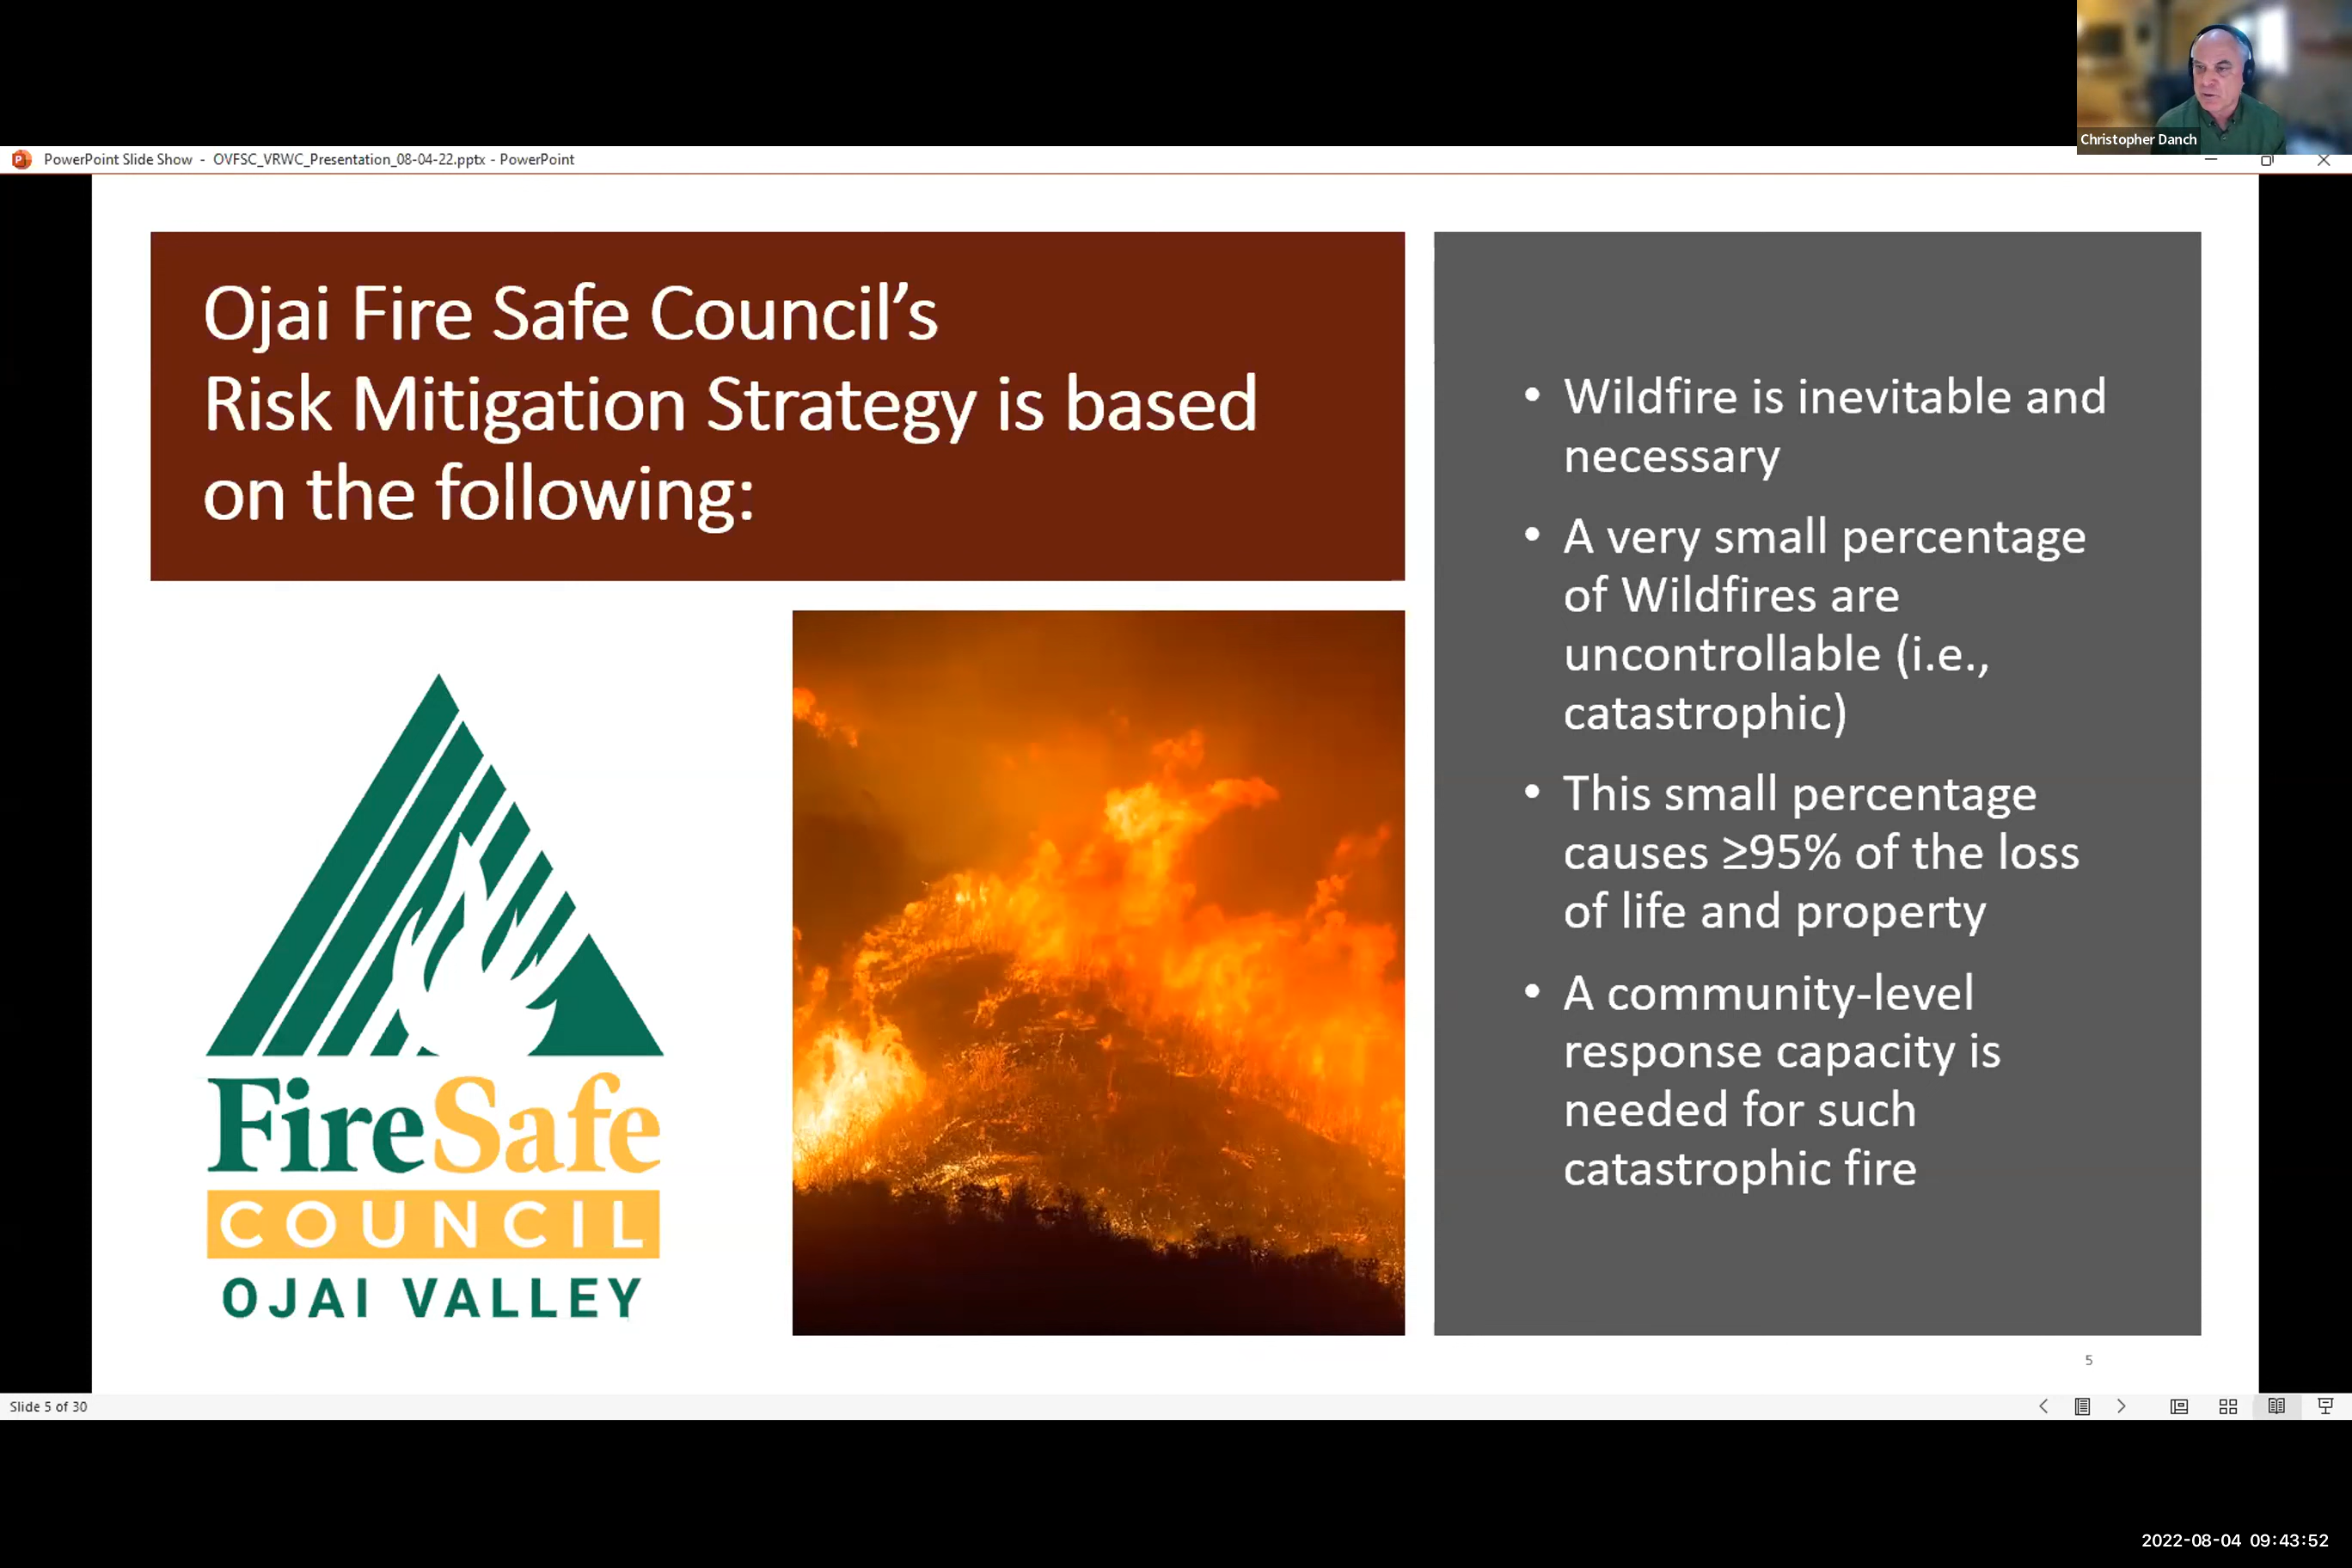 Christopher Danch
PowerPoint Slide Show - OVFSC_VRWC_Presentation_08-04-22.pptx - PowerPoint
Ojai Fire Safe Council’s
Risk Mitigation Strategy is based
on the following:
FireSafe
COUNCIL
OJAI VALLEY
• Wildfire is inevitable and
necessary
• A very small percentage
of Wildfires are
uncontrollable (i.e.,
catastrophic)
• This small percentage
causes ≥95% of the loss
of life and property
• A community-level
response capacity is
needed for such
catastrophic fire
5
Slide 5 of 30
2022-08-04 09:43:52